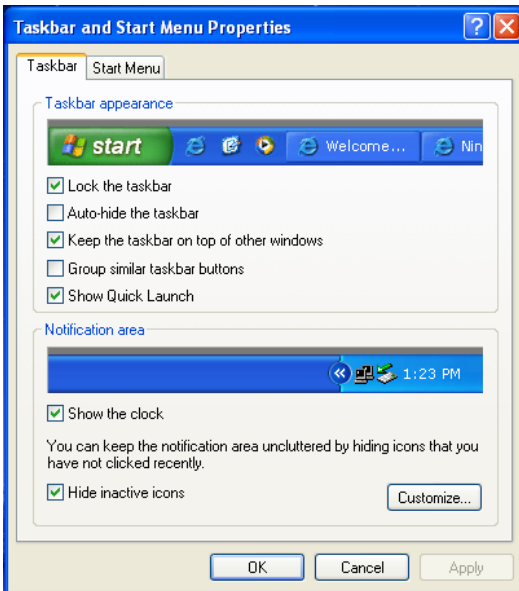 Taskbar and Start Menu Properties
Taskbar Start Menu
Taskbar appearance
start Welcome... Nin
Lock the taskbar
Auto-hide the taskbar
Keep the taskbar on top of other windows
Group similar taskbar buttons
Show Quick Launch
Notification area
1:23 PM
Show the clock
You can keep the notification area uncluttered by hiding icons that you
have not clicked recently.
Hide inactive icons
Customize...
OK Cancel Apply